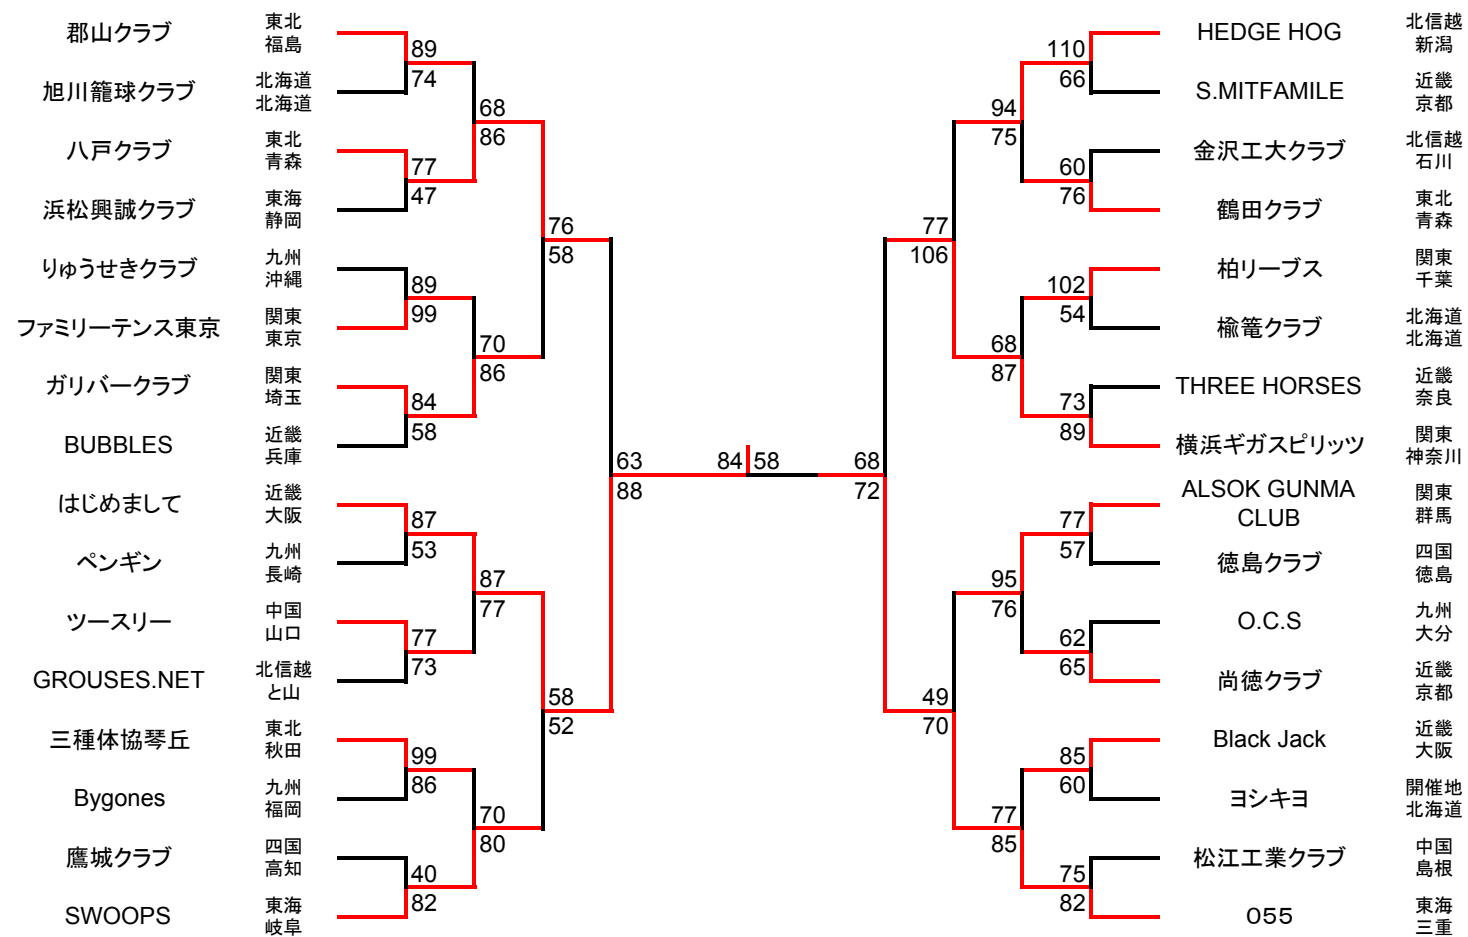 郡山クラブ
東北
福島
旭川籠球クラブ
北海道
北海道
八戸クラブ
東北
青森
浜松興誠クラブ
東海
静岡
りゅうせきクラブ
九州
沖縄
ファミリーテンス東京
関東
東京
ガリバークラブ
関東
埼玉
BUBBLES
近畿
兵庫
はじめまして
近畿
大阪
ペンギン
九州
長崎
ツースリー
中国
山口
GROUSES.NET
北信越
と山
三種体協琴丘
東北
秋田
Bygones
九州
福岡
鷹城クラブ
四国
高知
SWOOPS
東海
岐阜
89
74
77
47
89
99
84
58
87
53
77
73
99
86
40
82
68
86
70
86
87
77
70
80
76
58
58
52
63
88
84 58
68
72
77
106
49
70
94
75
68
87
95
76
77
85
110
66
60
76
102
54
73
89
77
57
62
65
85
60
75
82
HEDGE HOG
北信越
新潟
S.MITFAMILE
近畿
京都
金沢工大クラブ
北信越
石川
鶴田クラブ
東北
青森
柏リーブス
関東
千葉
楡篭クラブ
北海道
北海道
THREE HORSES
近畿
奈良
横浜ギガスピリッツ
関東
神奈川
ALSOK GUNMA
CLUB
関東
群馬
徳島クラブ
四国
徳島
O.C.S
九州
大分
尚徳クラブ
近畿
京都
Black Jack
近畿
大阪
ヨシキヨ
開催地
北海道
松江工業クラブ
中国
島根
055
東海
三重